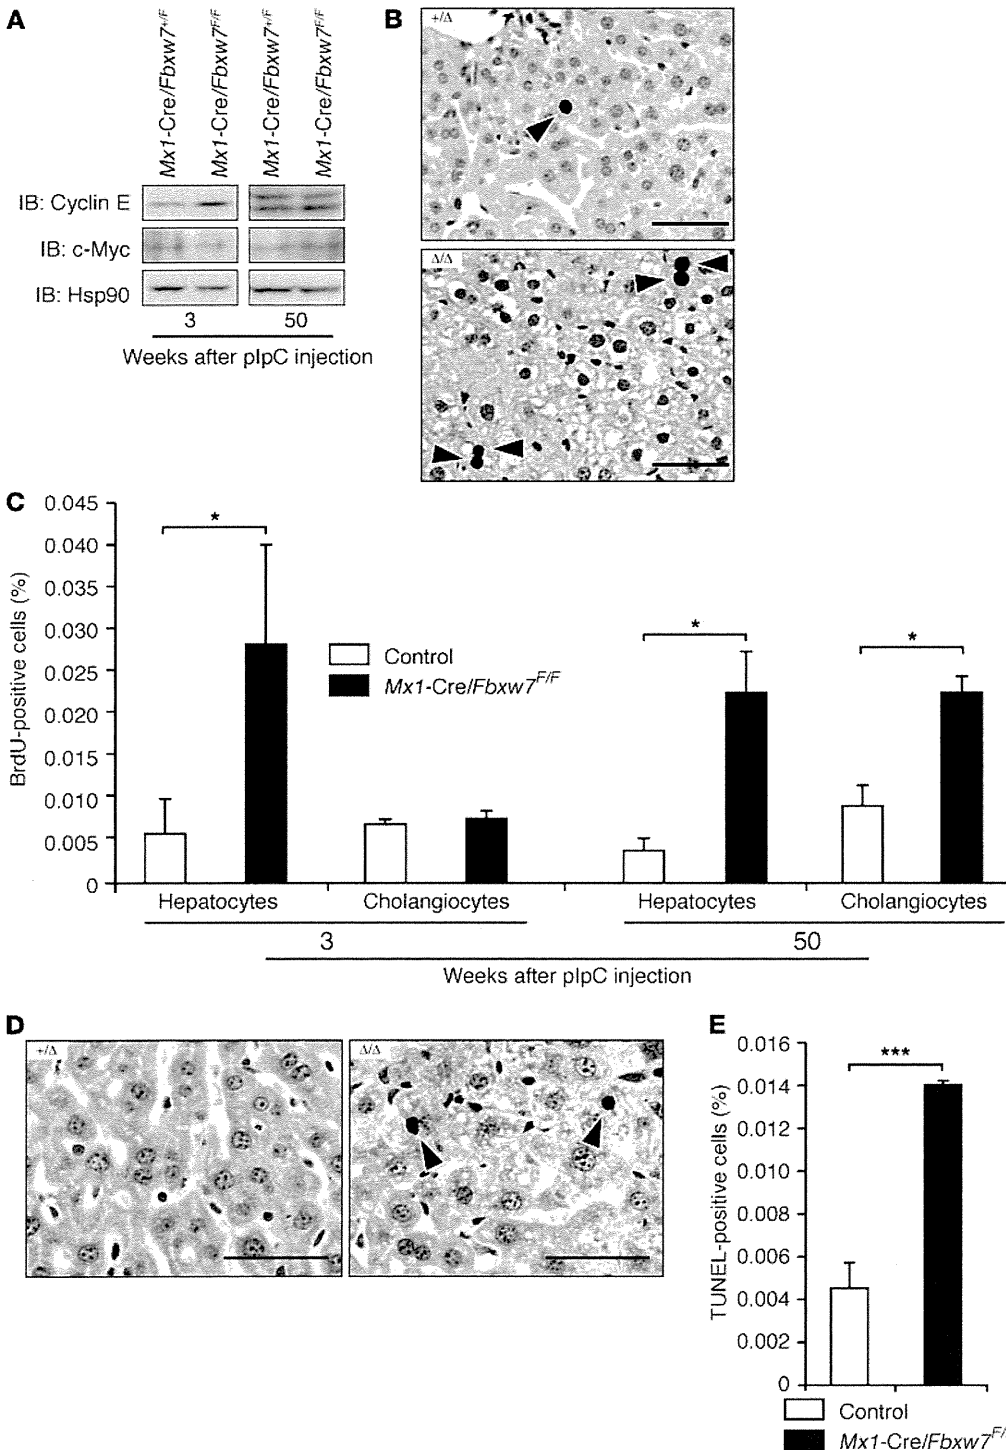 A
Mx1-Cre/Fbxw7+/F
Mx1-Cre/Fbxw7F/F
Mx1-Cre/Fbxw7+/F
Mx1-Cre/Fbxw7F/F
IB: Cyclin E
IB: c-Myc
IB: Hsp90
3
50
Weeks after pIpC injection
B
+/Δ
Δ/Δ
C
0.045
0.040
0.035
0.030
0.025
0.020
0.015
0.010
0.005
0
BrdU-positive cells (%)
*
*
*
Control
Mx1-Cre/Fbxw7F/F
Hepatocytes
Cholangiocytes
Hepatocytes
Cholangiocytes
3
50
Weeks after pIpC injection
D
+/Δ
Δ/Δ
E
0.016
0.014
0.012
0.010
0.008
0.006
0.004
0.002
0
TUNEL-positive cells (%)
***
Control
Mx1-Cre/Fbxw7F/